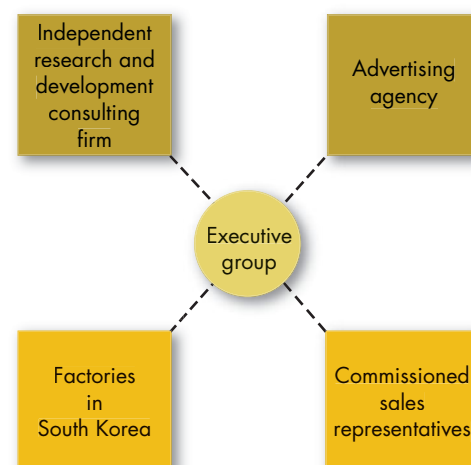 Independent
research and
development
consulting
firm
Advertising
agency
Executive
group
Factories
in
South Korea
Commissioned
sales
representatives